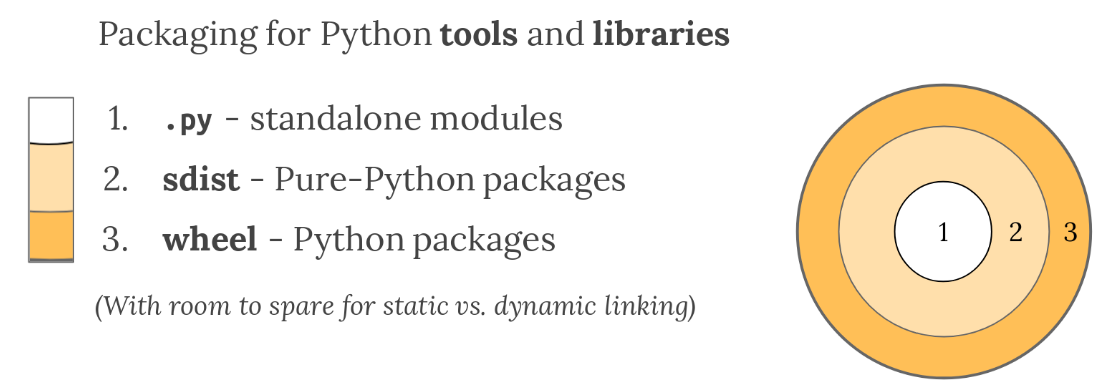 Packaging for Python tools and libraries
1. .py - standalone modules
2. sdist - Pure-Python packages
3. wheel - Python packages
(With room to spare for static vs. dynamic linking)
1 2 3